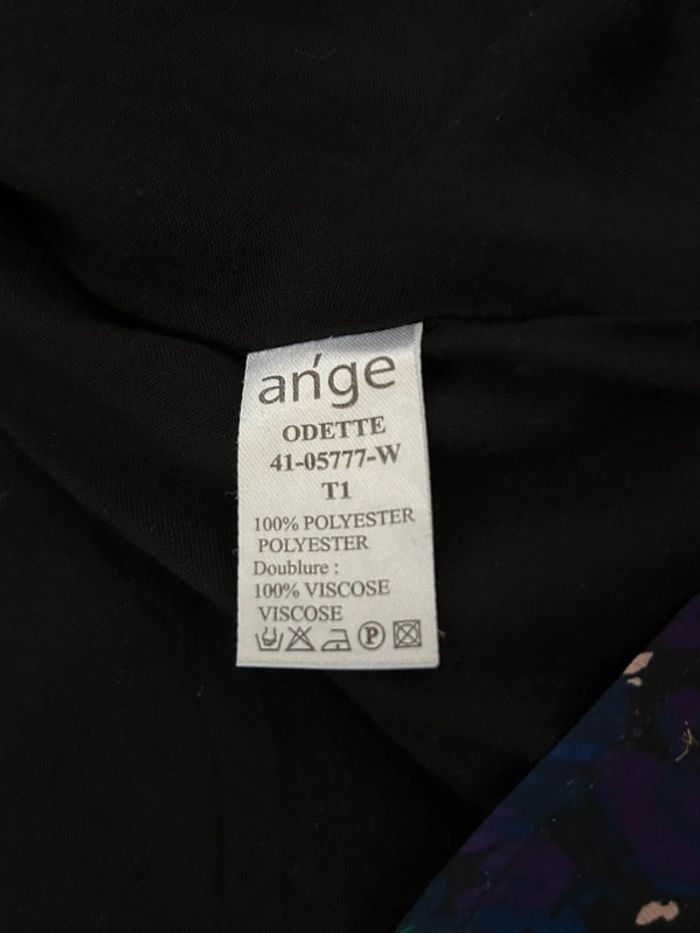 ańge
ODETTE
41-05777-W
T1
100% POLYESTER
POLYESTER
Doublure :
100% VISCOSE
VISCOSE
P